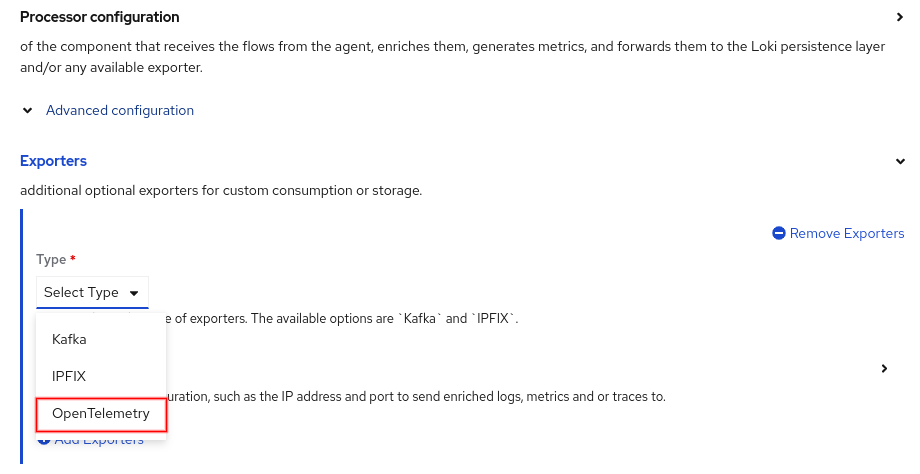 Processor configuration
of the component that receives the flows from the agent, enriches them, generates metrics, and forwards them to the Loki persistence layer
and/or any available exporter.
Advanced configuration
Exporters
additional optional exporters for custom consumption or storage.
Remove Exporters
Type *
Select Type
of exporters. The available options are `Kafka` and `IPFIX`.
Kafka
IPFIX
such as the IP address and port to send enriched logs, metrics and or traces to.
OpenTelemetry
Add Exporters